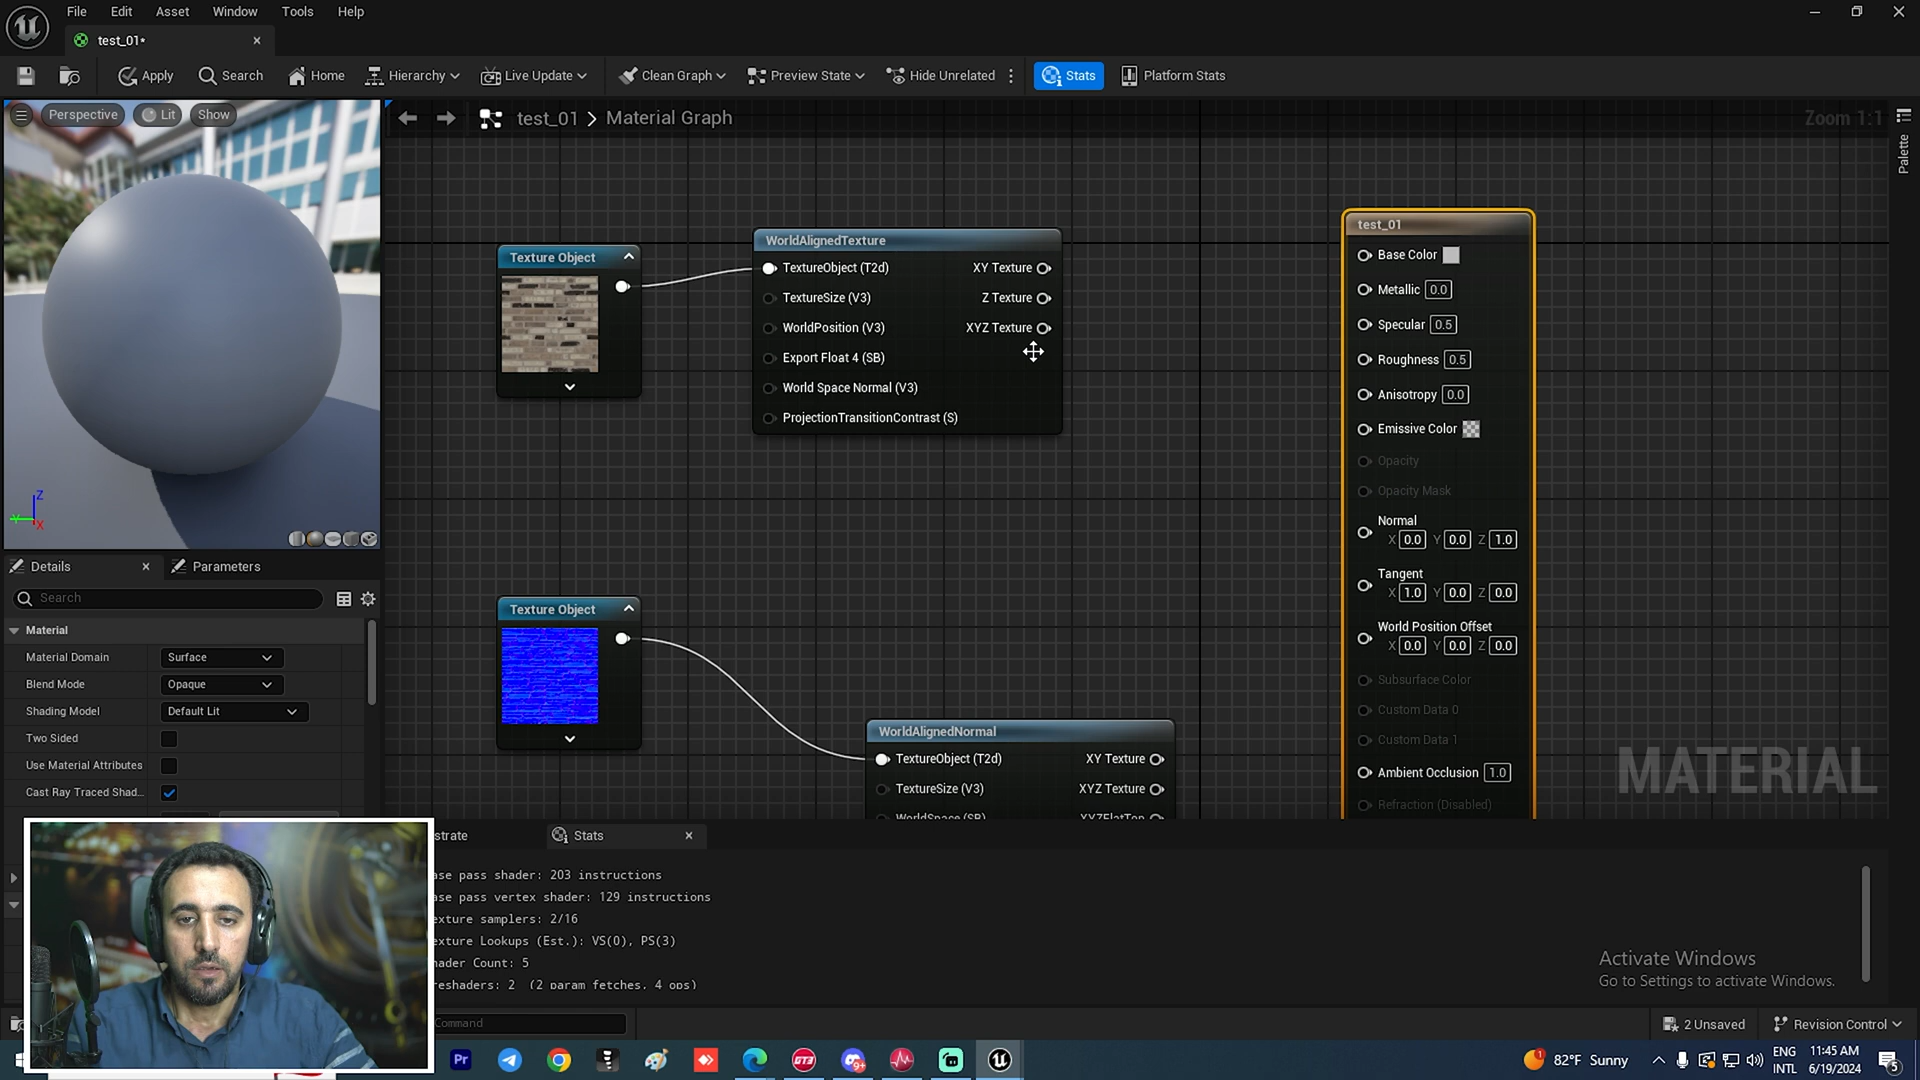 File Edit Asset Window Tools Help
test_01*
Apply Search Home Hierarchy Live Update Clean Graph Preview State Hide Unrelated Stats Platform Stats
Perspective Lit Show
test_01 > Material Graph
Zoom 1:1
Palette
Texture Object
WorldAlignedTexture
TextureObject (T2d) XY Texture
TextureSize (V3) Z Texture
WorldPosition (V3) XYZ Texture
Export Float 4 (SB)
World Space Normal (V3)
ProjectionTransitionContrast (S)
test_01
Base Color
Metallic 0.0
Specular 0.5
Roughness 0.5
Anisotropy 0.0
Emissive Color
Opacity
Opacity Mask
Normal
X 0.0 Y 0.0 Z 1.0
Tangent
X 1.0 Y 0.0 Z 0.0
World Position Offset
X 0.0 Y 0.0 Z 0.0
Subsurface Color
Custom Data 0
Custom Data 1
Ambient Occlusion 1.0
Refraction (Disabled)
MATERIAL
Texture Object
WorldAlignedNormal
TextureObject (T2d) XY Texture
TextureSize (V3) XYZ Texture
WorldSpace (SB) XYZFlatTop
Z
Y
X
Details Parameters
Search
Material
Material Domain Surface
Blend Mode Opaque
Shading Model Default Lit
Two Sided
Use Material Attributes
Cast Ray Traced Shad..
strate Stats
ase pass shader: 203 instructions
ase pass vertex shader: 129 instructions
exture samplers: 2/16
exture Lookups (Est.): VS(0), PS(3)
hader Count: 5
reshaders: 2 (2 param fetches, 4 ops)
Activate Windows
Go to Settings to activate Windows.
Command
2 Unsaved Revision Control
Pr
GT3
9+
1
82°F Sunny
ENG
INTL
11:45 AM
6/19/2024
5